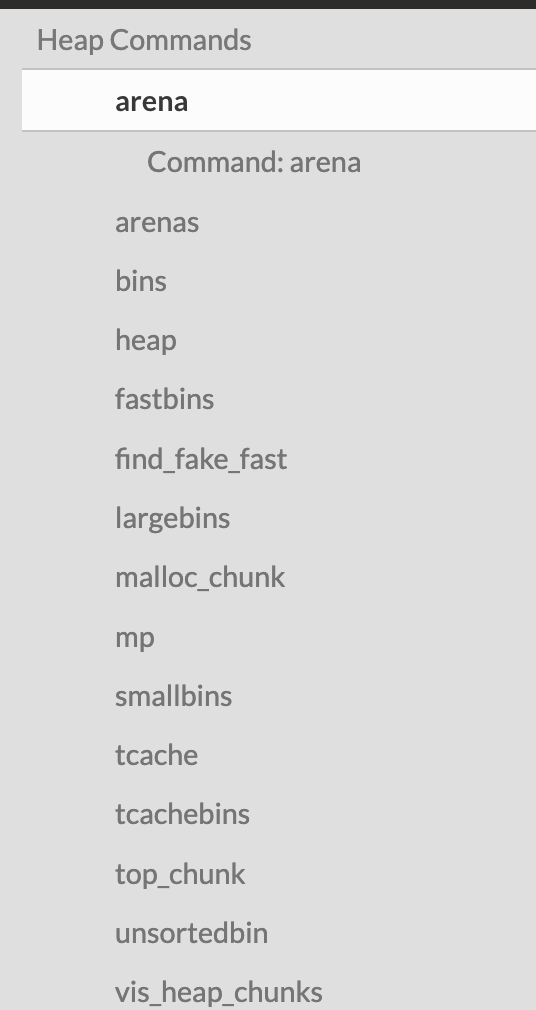 Heap Commands
arena
Command: arena
arenas
bins
heap
fastbins
find_fake_fast
largebins
malloc_chunk
mp
smallbins
tcache
tcachebins
top_chunk
unsortedbin
vis_heap_chunks